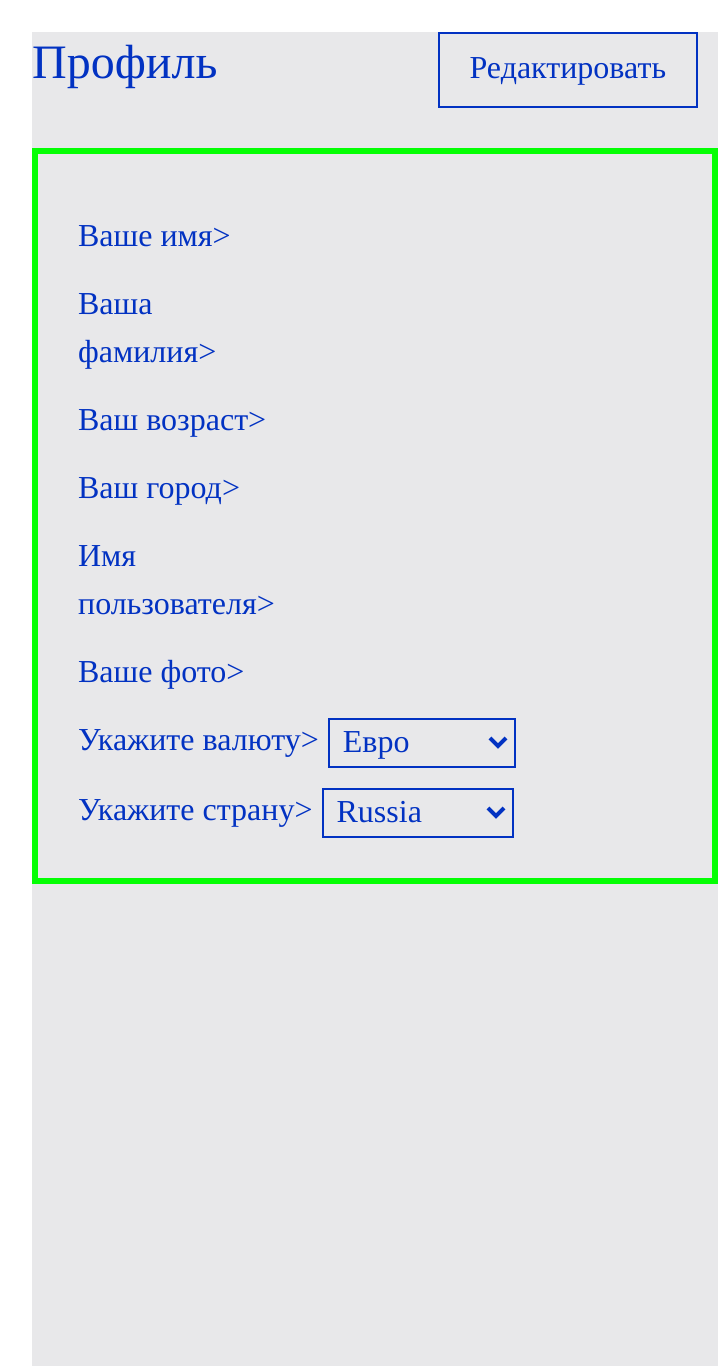 Профиль
Редактировать
Ваше имя>
Ваша
фамилия>
Ваш возраст>
Ваш город>
Имя
пользователя>
Ваше фото>
Укажите валюту> Евро
Укажите страну> Russia